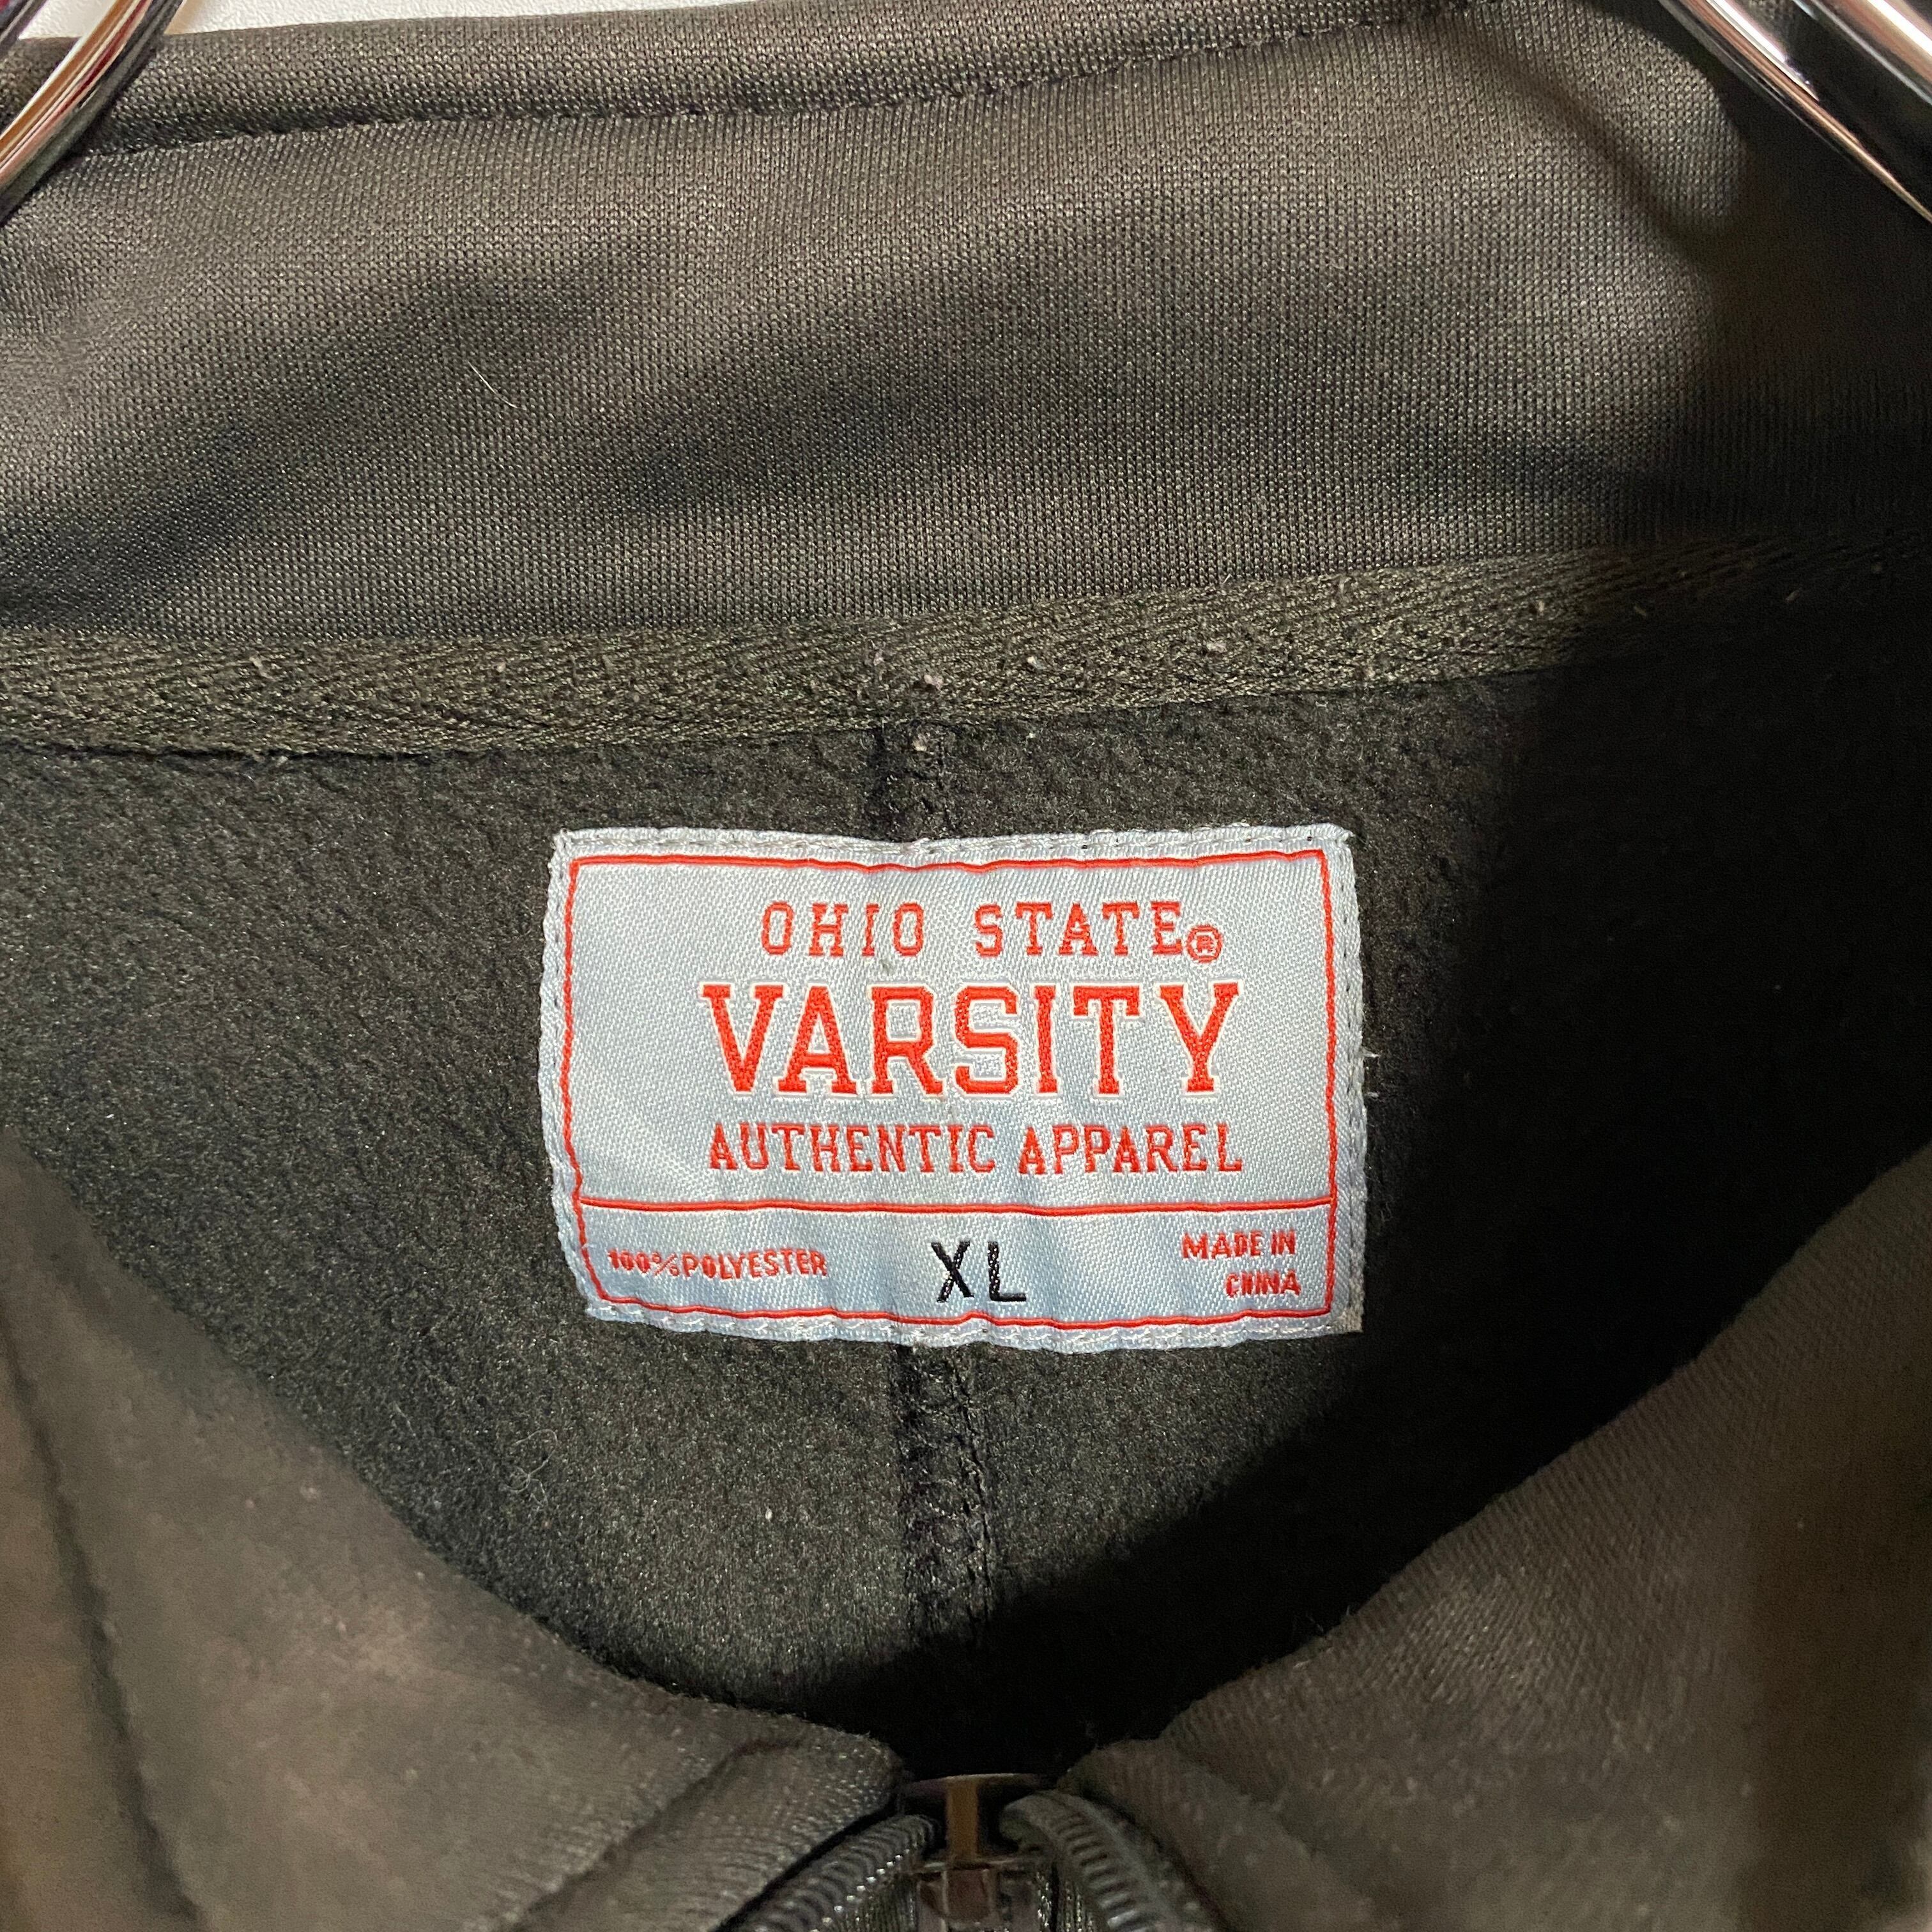 OHIO STATE®
VARSITY
AUTHENTIC APPAREL
100%POLYESTER
XL
MADE IN
CHINA